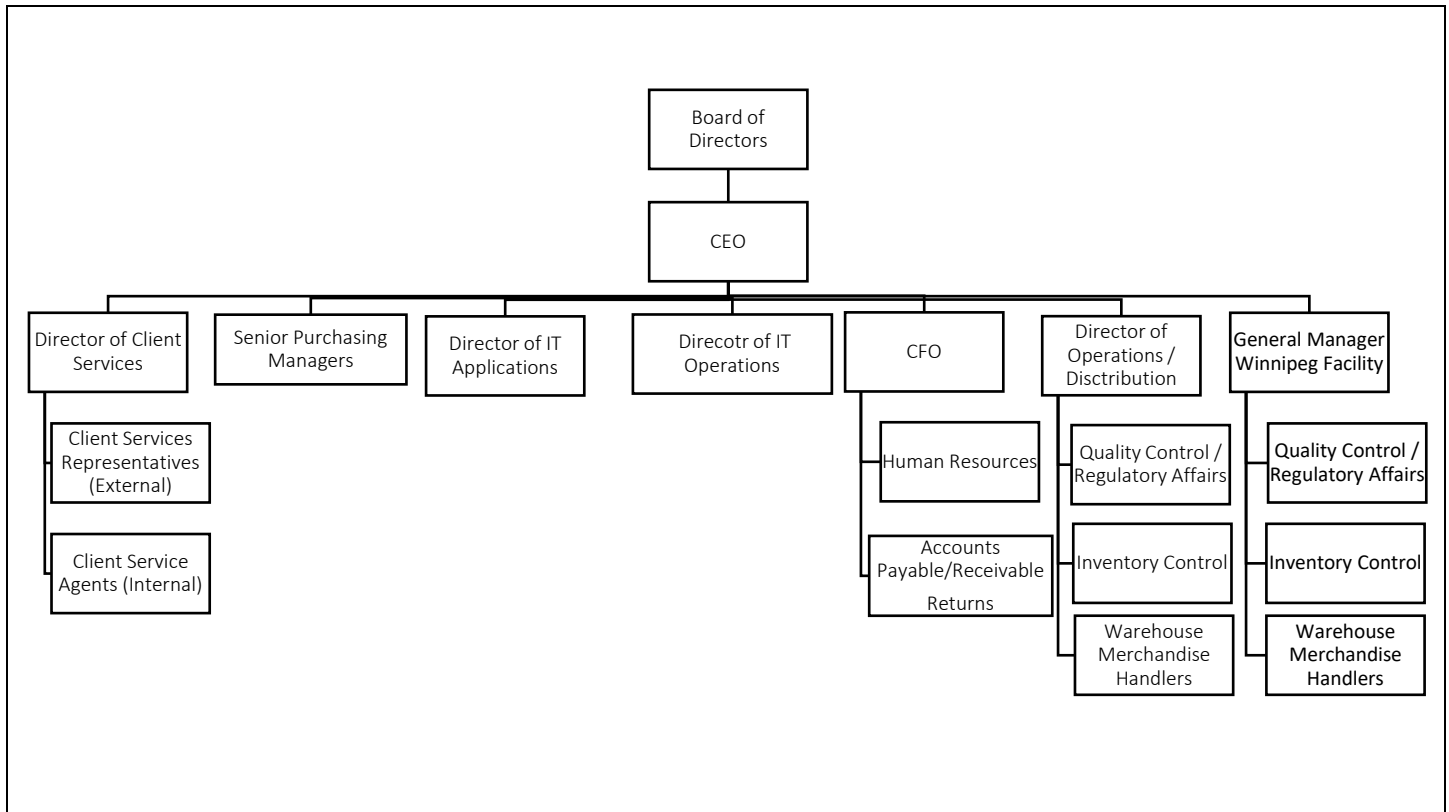 Board of
Directors
CEO
Director of Client
Services
Senior Purchasing
Managers
Director of IT
Applications
Direcotr of IT
Operations
CFO
Director of
Operations /
Disctribution
General Manager
Winnipeg Facility
Client Services
Representatives
(External)
Client Service
Agents (Internal)
Human Resources
Accounts
Payable/Receivable
Returns
Quality Control /
Regulatory Affairs
Inventory Control
Warehouse
Merchandise
Handlers
Quality Control /
Regulatory Affairs
Inventory Control
Warehouse
Merchandise
Handlers